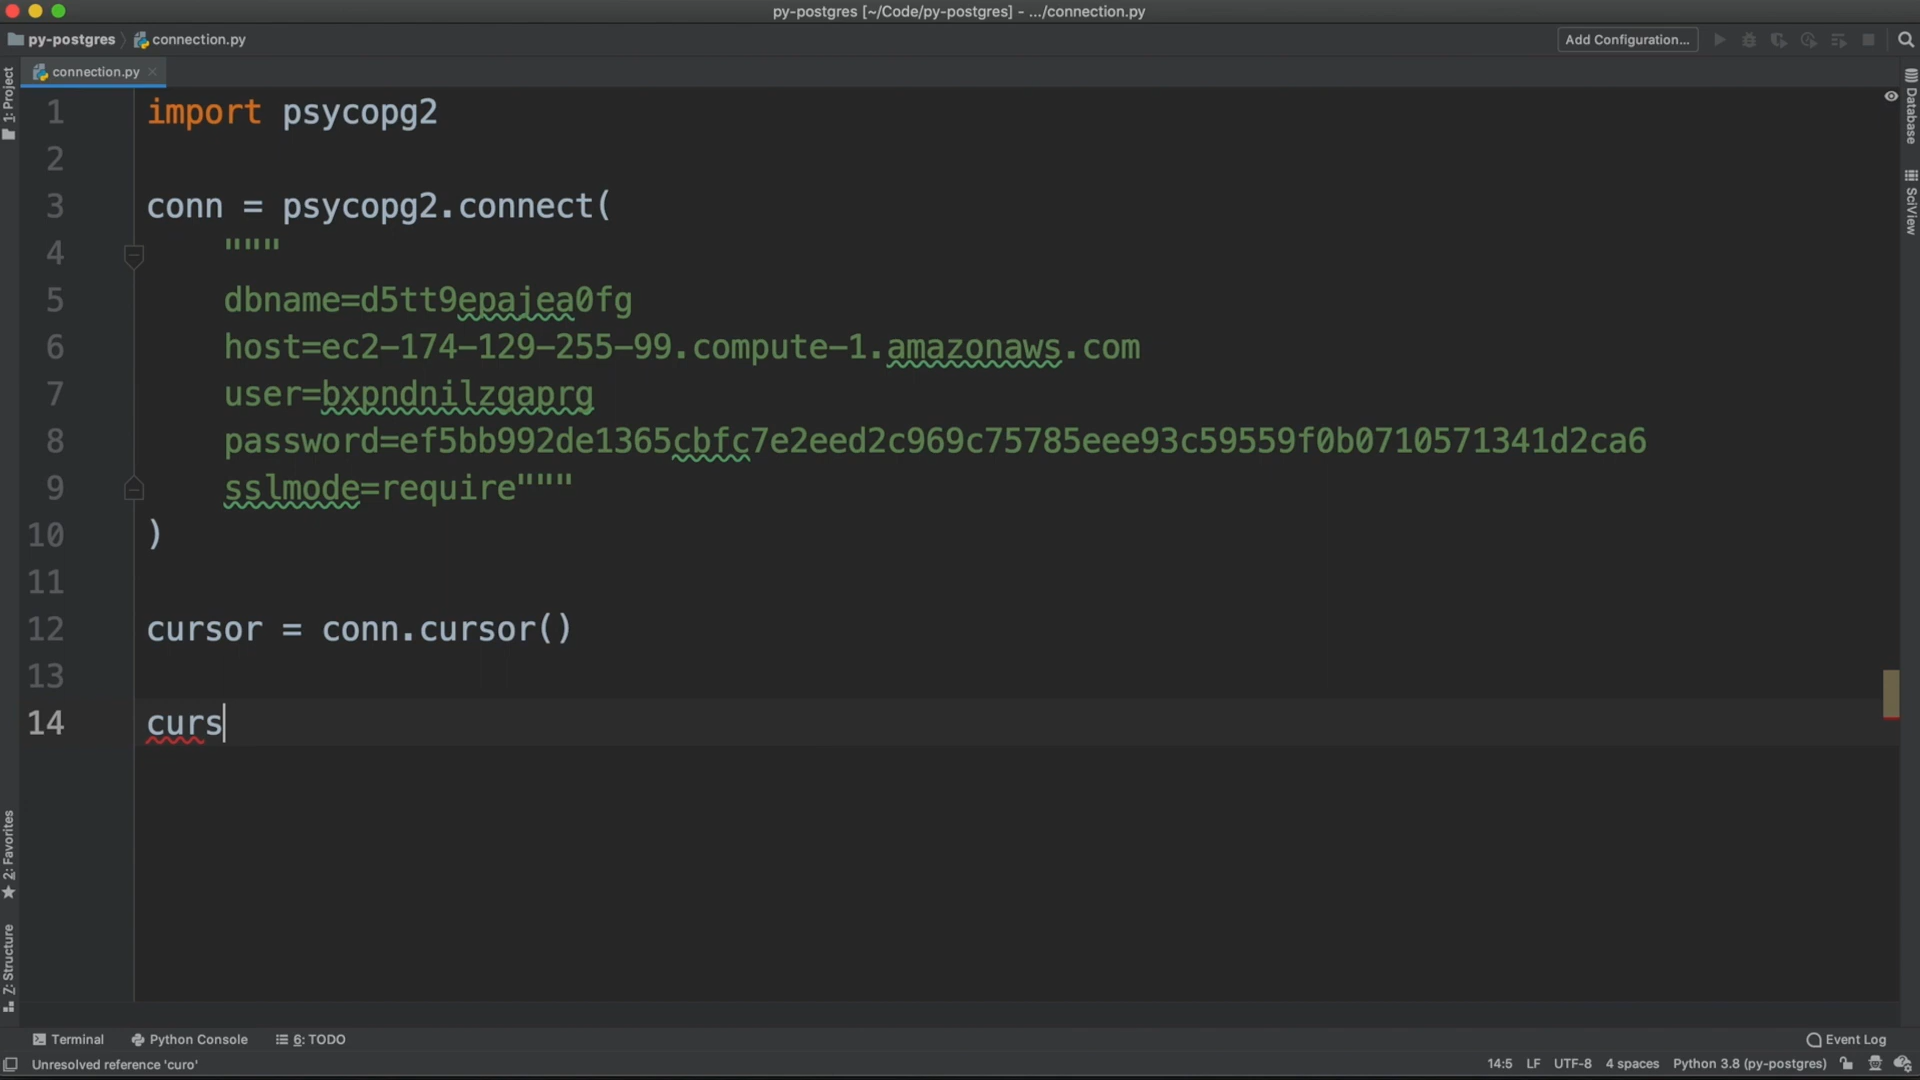 py-postgres [~/Code/py-postgres] - .../connection.py
py-postgres
connection.py
Add Configuration...
connection.py
1: Project
Database
SciView
1 import psycopg2
2
3 conn = psycopg2.connect(
4 """
5 dbname=d5tt9epajea0fg
6 host=ec2-174-129-255-99.compute-1.amazonaws.com
7 user=bxpndnilzgaprg
8 password=ef5bb992de1365cbfc7e2eed2c969c75785eee93c59559f0b0710571341d2ca6
9 sslmode=require"""
10 )
11
12 cursor = conn.cursor()
13
14 curs
2: Favorites
Z: Structure
Terminal
Python Console
6: TODO
Event Log
Unresolved reference 'curo'
14:5
LF
UTF-8
4 spaces
Python 3.8 (py-postgres)